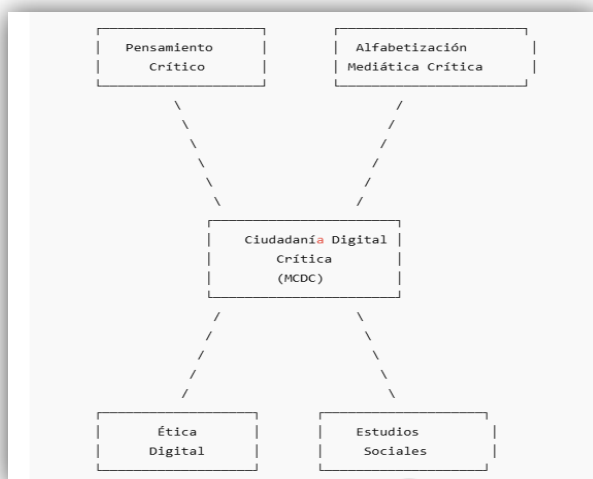 Pensamiento
Crítico
Alfabetización
Mediática Crítica
Ciudadanía Digital
Crítica
(MCDC)
Ética
Digital
Estudios
Sociales